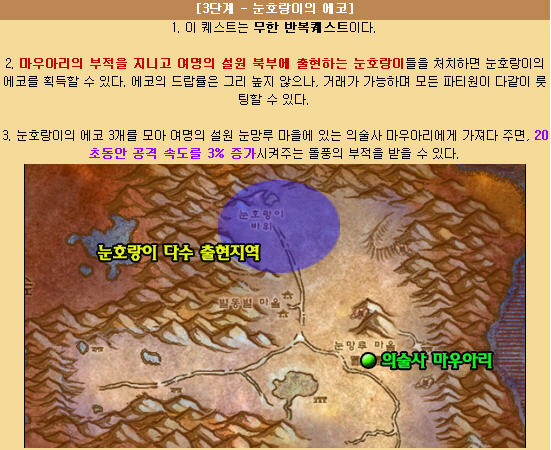 [3단계 - 눈호랑이의 에코]
1. 이 퀘스트는 무한 반복퀘스트이다.
2. 마우아리의 부적을 지니고 여명의 설원 북부에 출현하는 눈호랑이들을 처치하면 눈호랑이의
에코를 획득할 수 있다. 에코의 드랍률은 그리 높지 않으나, 거래가 가능하며 모든 파티원이 다같이 룻
팅할 수 있다.
3. 눈호랑이의 에코 3개를 모아 여명의 설원 눈망루 마을에 있는 의술사 마우아리에게 가져다 주면, 20
초동안 공격 속도를 3% 증가시켜주는 돌풍의 부적을 받을 수 있다.
눈호랑이
바위
눈호랑이 다수 출현지역
별똥별 마을
눈망루 마을
의술사 마우아리